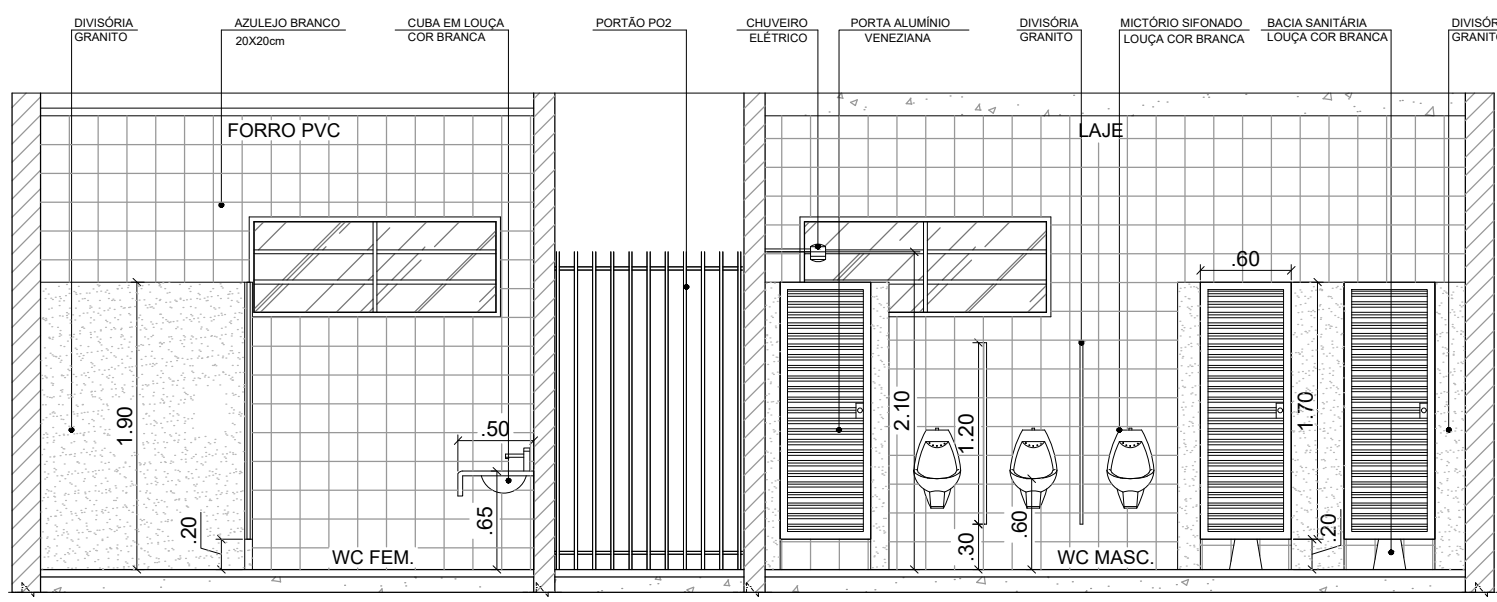 DIVISÓRIA
GRANITO
AZULEJO BRANCO
20X20cm
CUBA EM LOUÇA
COR BRANCA
PORTÃO PO2
CHUVEIRO
ELÉTRICO
PORTA ALUMÍNIO
VENEZIANA
DIVISÓRIA
GRANITO
MICTÓRIO SIFONADO
LOUÇA COR BRANCA
BACIA SANITÁRIA
LOUÇA COR BRANCA
FORRO PVC
LAJE
.60
1.90
.50
2.10
1.20
1.70
.20
.65
.30
.60
.20
WC FEM.
WC MASC.